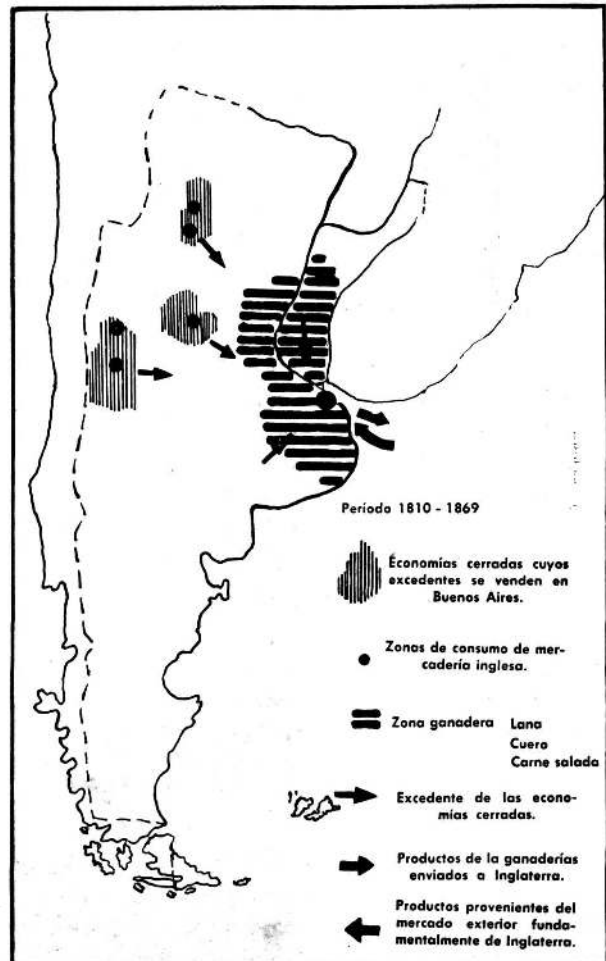 Período 1810 - 1869
Economías cerradas cuyos
excedentes se venden en
Buenos Aires.
Zonas de consumo de mer-
cadería inglesa.
Zona ganadera Lana
Cuero
Carne salada
Excedente de las econo-
mías cerradas.
Productos de la ganaderías
enviados a Inglaterra.
Productos provenientes del
mercado exterior funda-
mentalmente de Inglaterra.